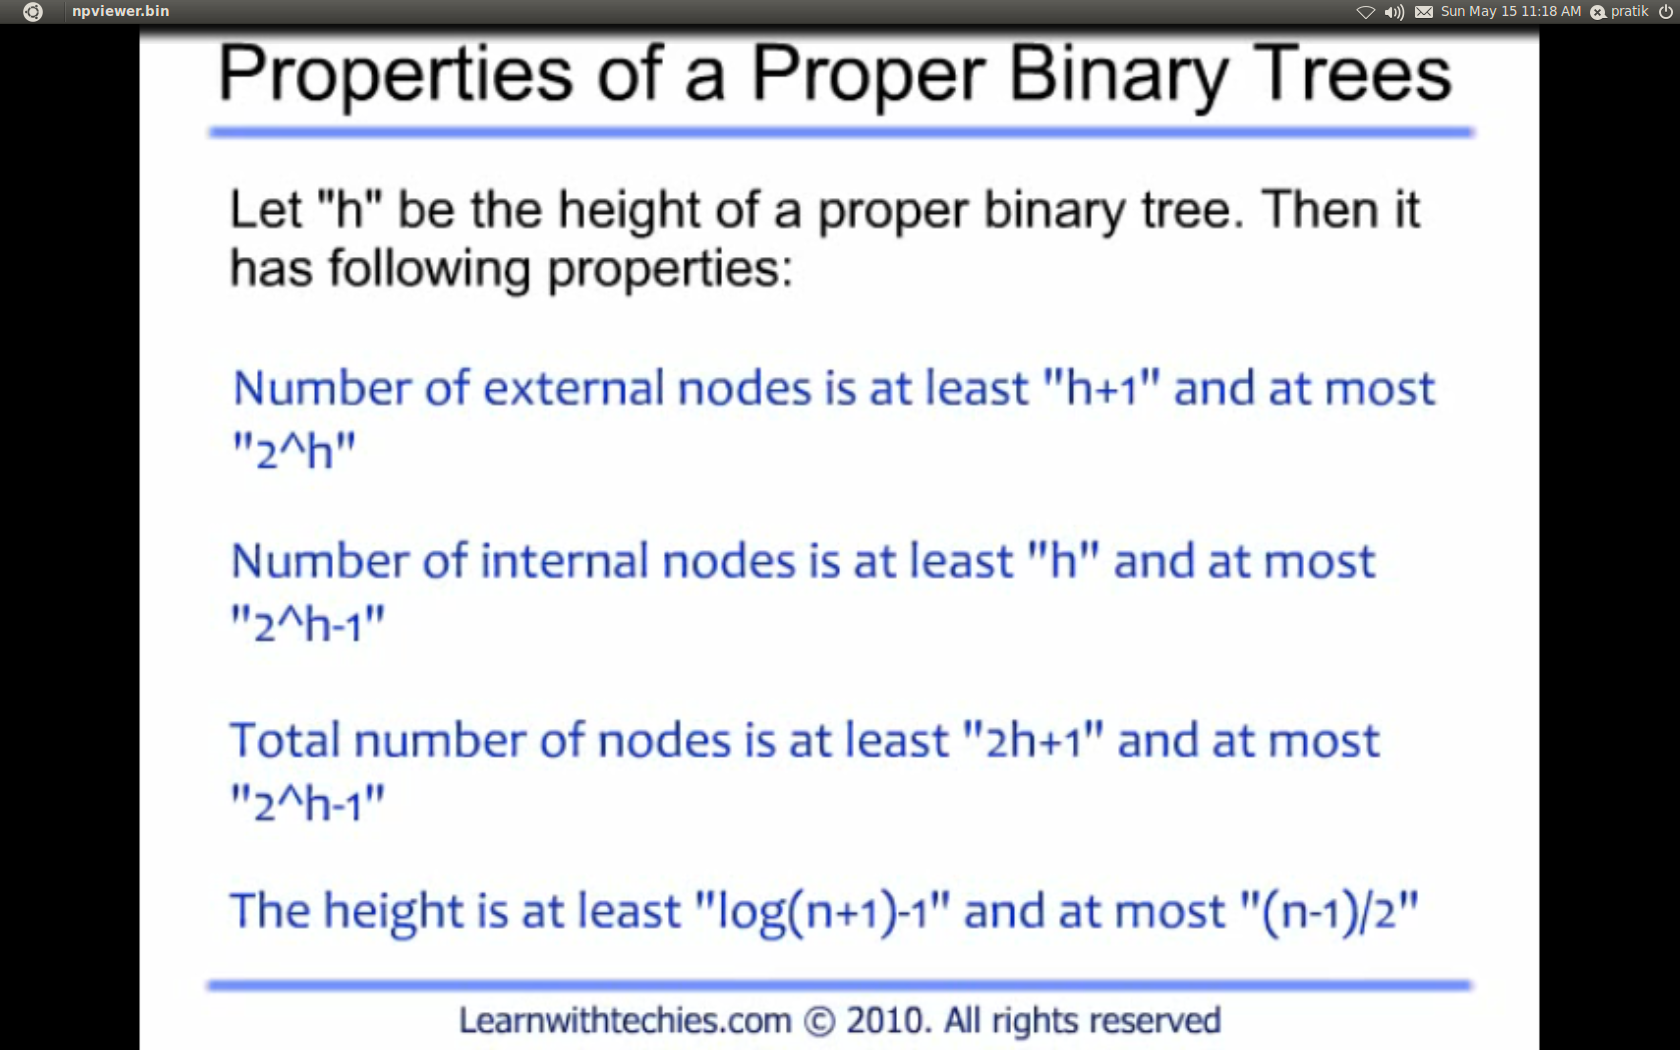 npviewer.bin
Sun May 15 11:18 AM pratik
Properties of a Proper Binary Trees
Let "h" be the height of a proper binary tree. Then it
has following properties:
Number of external nodes is at least "h+1" and at most
"2^h"
Number of internal nodes is at least "h" and at most
"2^h-1"
Total number of nodes is at least "2h+1" and at most
"2^h-1"
The height is at least "log(n+1)-1" and at most "(n-1)/2"
Learnwithtechies.com © 2010. All rights reserved